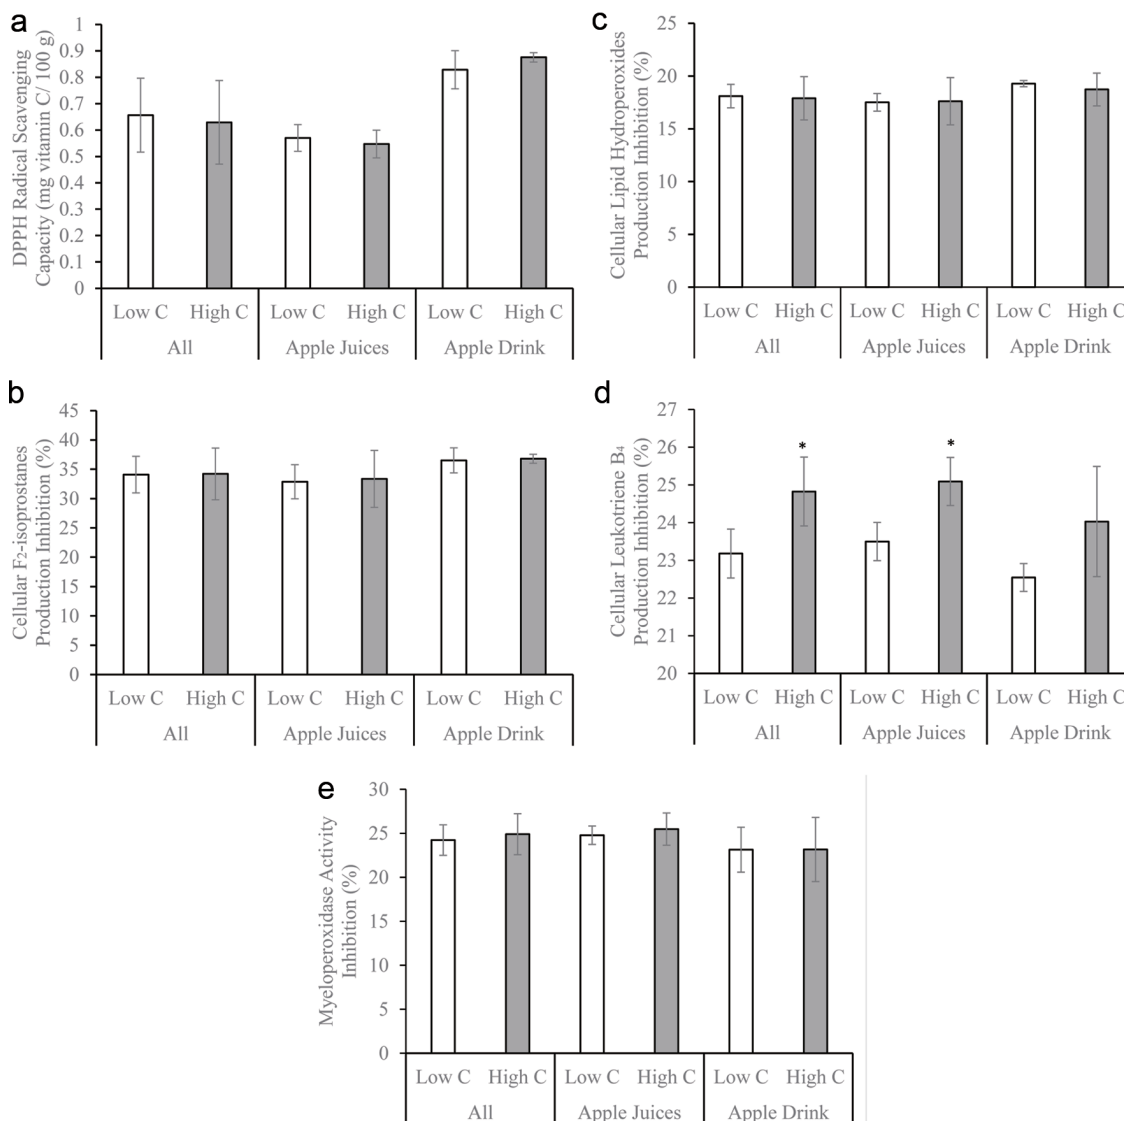 a
DPPH Radical Scavenging
Capacity (mg vitamin C/ 100 g)
1
0.9
0.8
0.7
0.6
0.5
0.4
0.3
0.2
0.1
0
Low C High C Low C High C Low C High C
All Apple Juices Apple Drink
c
Cellular Lipid Hydroperoxides
Production Inhibition (%)
25
20
15
10
5
0
Low C High C Low C High C Low C High C
All Apple Juices Apple Drink
b
Cellular F2-isoprostanes
Production Inhibition (%)
45
40
35
30
25
20
15
10
5
0
Low C High C Low C High C Low C High C
All Apple Juices Apple Drink
d
Cellular Leukotriene B4
Production Inhibition (%)
27
26
25
24
23
22
21
20
* *
Low C High C Low C High C Low C High C
All Apple Juices Apple Drink
e
Myeloperoxidase Activity
Inhibition (%)
30
25
20
15
10
5
0
Low C High C Low C High C Low C High C
All Apple Juices Apple Drink